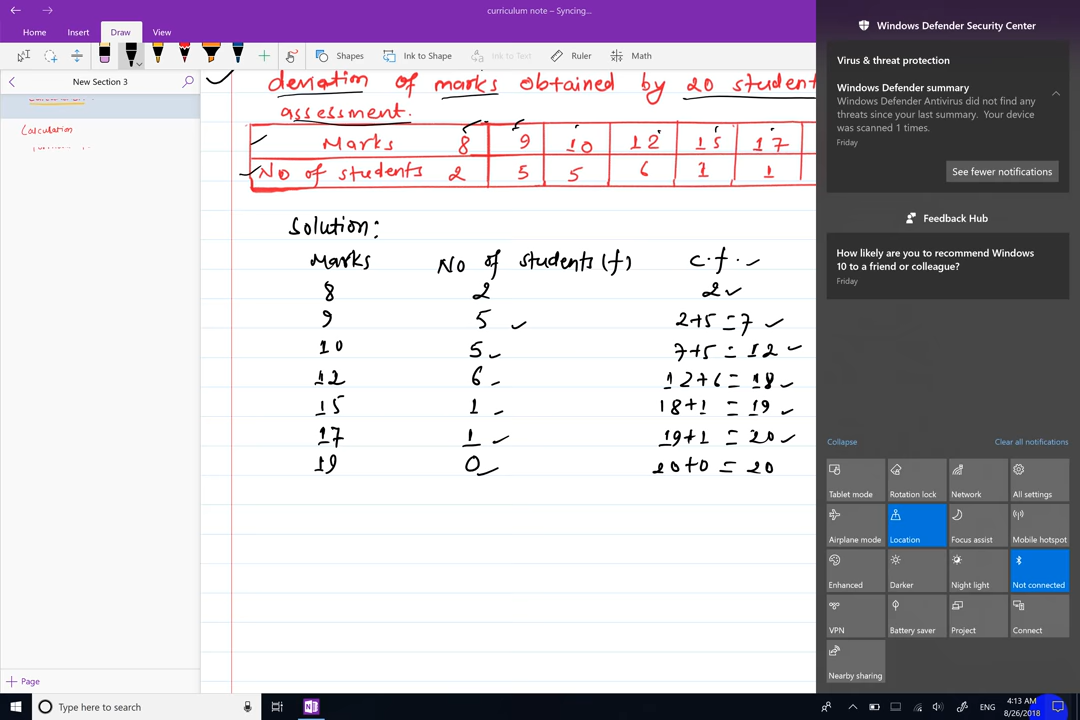 curriculum note – Syncing...
Home Insert Draw View
Shapes Ink to Shape Ink to Text Ruler Math
New Section 3
Calculation
deviation of marks obtained by 20 student
assessment.
Marks 8 9 10 12 15 17
No of students 2 5 5 6 1 1
Solution:
Marks No of students (f) c.f.
8 2 2
9 5 2+5 = 7
10 5 7+5 = 12
12 6 12+6 = 18
15 1 18+1 = 19
17 1 19+1 = 20
19 0 20+0 = 20
Page
Windows Defender Security Center
Virus & threat protection
Windows Defender summary
Windows Defender Antivirus did not find any
threats since your last summary. Your device
was scanned 1 times.
Friday
See fewer notifications
Feedback Hub
How likely are you to recommend Windows
10 to a friend or colleague?
Friday
Collapse Clear all notifications
Tablet mode Rotation lock Network All settings
Airplane mode Location Focus assist Mobile hotspot
Enhanced Darker Night light Not connected
VPN Battery saver Project Connect
Nearby sharing
Type here to search
ENG
4:13 AM
8/26/2018